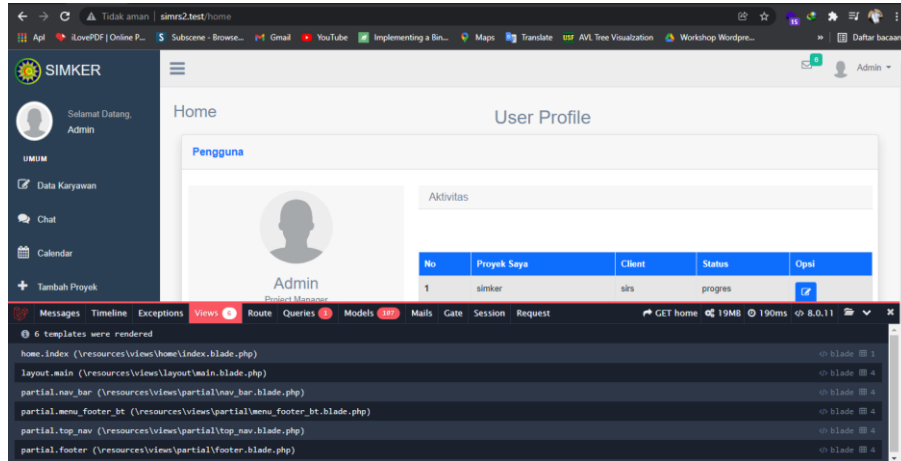 Tidak aman | simrs2.test/home
Apl iLovePDF | Online P... Subscene - Browse... Gmail YouTube Implementing a Bin... Maps Translate USF AVL Tree Visualzation Workshop Wordpre... » Daftar bacaan
SIMKER
6
Admin
Selamat Datang,
Admin
Home
User Profile
UMUM
Pengguna
Data Karyawan
Aktivitas
Chat
Calendar
No Proyek Saya Client Status Opsi
Tambah Proyek
Admin
1 simker sirs progres
Project Manager
Messages Timeline Exceptions Views 6 Route Queries 3 Models 107 Mails Gate Session Request GET home 19MB 190ms 8.0.11
6 templates were rendered
home.index (\resources\views\home\index.blade.php) blade 1
layout.main (\resources\views\layout\main.blade.php) blade 4
partial.nav_bar (\resources\views\partial\nav_bar.blade.php) blade 4
partial.menu_footer_bt (\resources\views\partial\menu_footer_bt.blade.php) blade 4
partial.top_nav (\resources\views\partial\top_nav.blade.php) blade 4
partial.footer (\resources\views\partial\footer.blade.php) blade 4